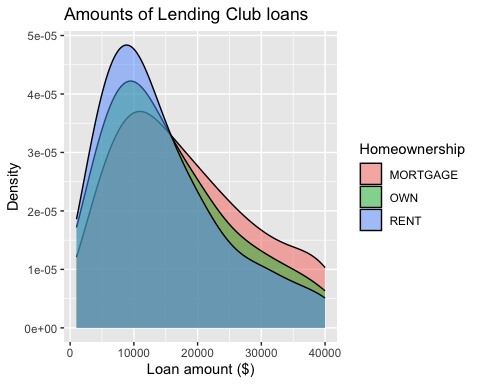 Amounts of Lending Club loans
5e-05
4e-05
3e-05
2e-05
1e-05
0e+00
Density
0
10000
20000
30000
40000
Loan amount ($)
Homeownership
MORTGAGE
OWN
RENT